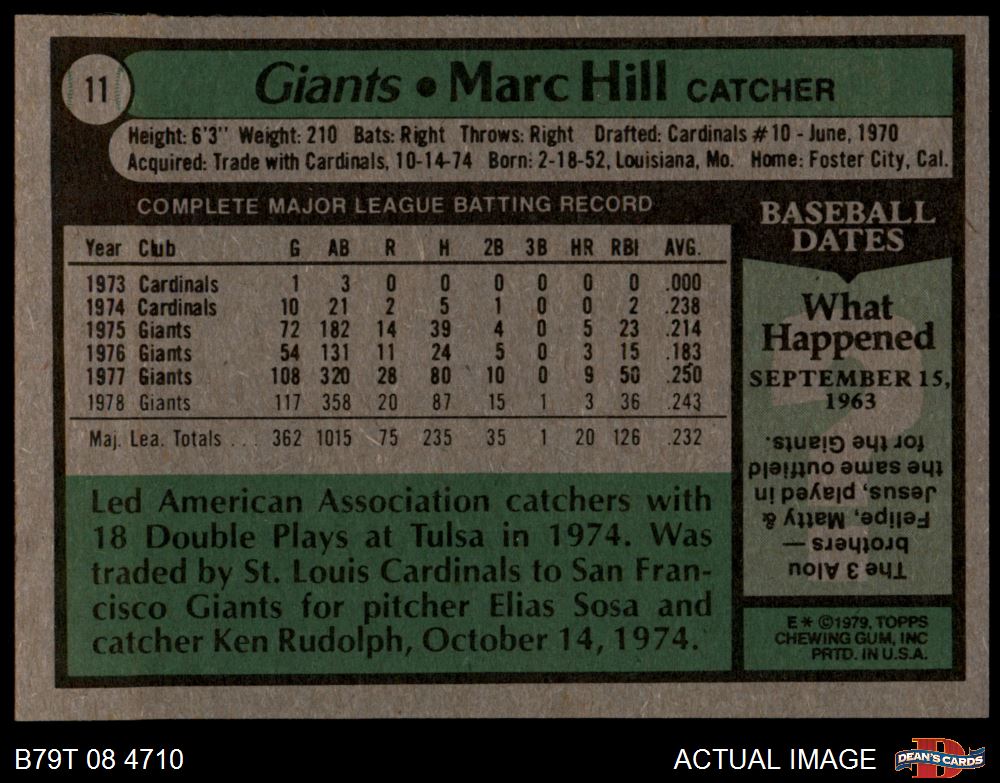 11
Giants • Marc Hill CATCHER
Height: 6'3" Weight: 210 Bats: Right Throws: Right Drafted: Cardinals #10 - June, 1970
Acquired: Trade with Cardinals, 10-14-74 Born: 2-18-52, Louisiana, Mo. Home: Foster City, Cal.
COMPLETE MAJOR LEAGUE BATTING RECORD
Year Club G AB R H 2B 3B HR RBI AVG.
1973 Cardinals 1 3 0 0 0 0 0 0 .000
1974 Cardinals 10 21 2 5 1 0 0 2 .238
1975 Giants 72 182 14 39 4 0 5 23 .214
1976 Giants 54 131 11 24 5 0 3 15 .183
1977 Giants 108 320 28 80 10 0 9 50 .250
1978 Giants 117 358 20 87 15 1 3 36 .243
Maj. Lea. Totals ... 362 1015 75 235 35 1 20 126 .232
Led American Association catchers with
18 Double Plays at Tulsa in 1974. Was
traded by St. Louis Cardinals to San Fran-
cisco Giants for pitcher Elias Sosa and
catcher Ken Rudolph, October 14, 1974.
BASEBALL
DATES
What
Happened
SEPTEMBER 15,
1963
The 3 Alou
brothers —
Felipe, Matty &
Jesus, played in
the same outfield
for the Giants.
E* ©1979, TOPPS
CHEWING GUM, INC
PRTD. IN U.S.A.
B79T 08 4710
ACTUAL IMAGE
D
DEAN'S CARDS